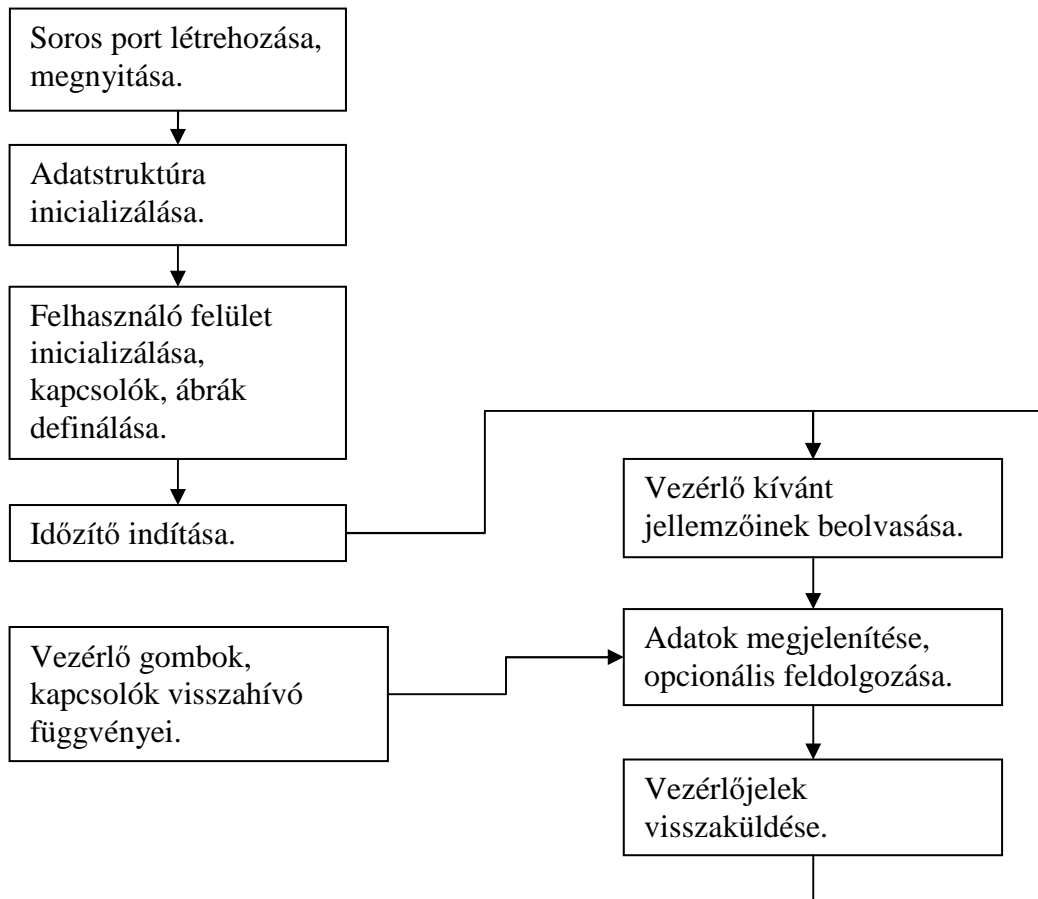 Soros port létrehozása,
megnyitása.
Adatstruktúra
inicializálása.
Felhasználó felület
inicializálása,
kapcsolók, ábrák
definálása.
Időzítő indítása.
Vezérlő gombok,
kapcsolók visszahívó
függvényei.
Vezérlő kívánt
jellemzőinek beolvasása.
Adatok megjelenítése,
opcionális feldolgozása.
Vezérlőjelek
visszaküldése.